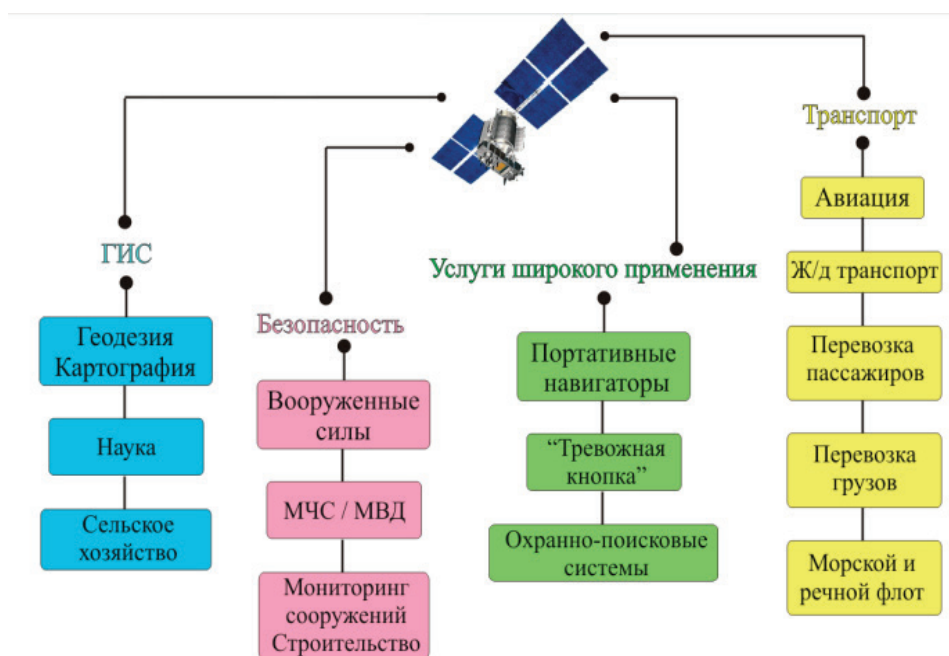 ГИС
Геодезия
Картография
Наука
Сельское
хозяйство
Безопасность
Вооруженные
силы
МЧС / МВД
Мониторинг
сооружений
Строительство
Услуги широкого применения
Портативные
навигаторы
“Тревожная
кнопка”
Охранно-поисковые
системы
Транспорт
Авиация
Ж/д транспорт
Перевозка
пассажиров
Перевозка
грузов
Морской и
речной флот